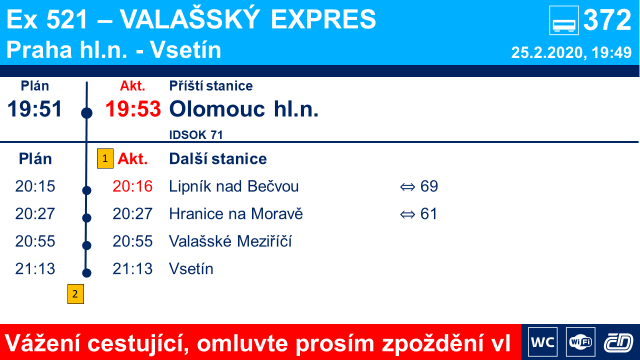 Ex 521 – VALAŠSKÝ EXPRES
372
Praha hl.n. - Vsetín
25.2.2020, 19:49
Plán Akt. Příští stanice
19:51 19:53 Olomouc hl.n.
IDSOK 71
Plán 1 Akt. Další stanice
20:15 20:16 Lipník nad Bečvou ⇔ 69
20:27 20:27 Hranice na Moravě ⇔ 61
20:55 20:55 Valašské Meziříčí
21:13 21:13 Vsetín
2
Vážení cestující, omluvte prosím zpoždění vl
WC WiFi ČD